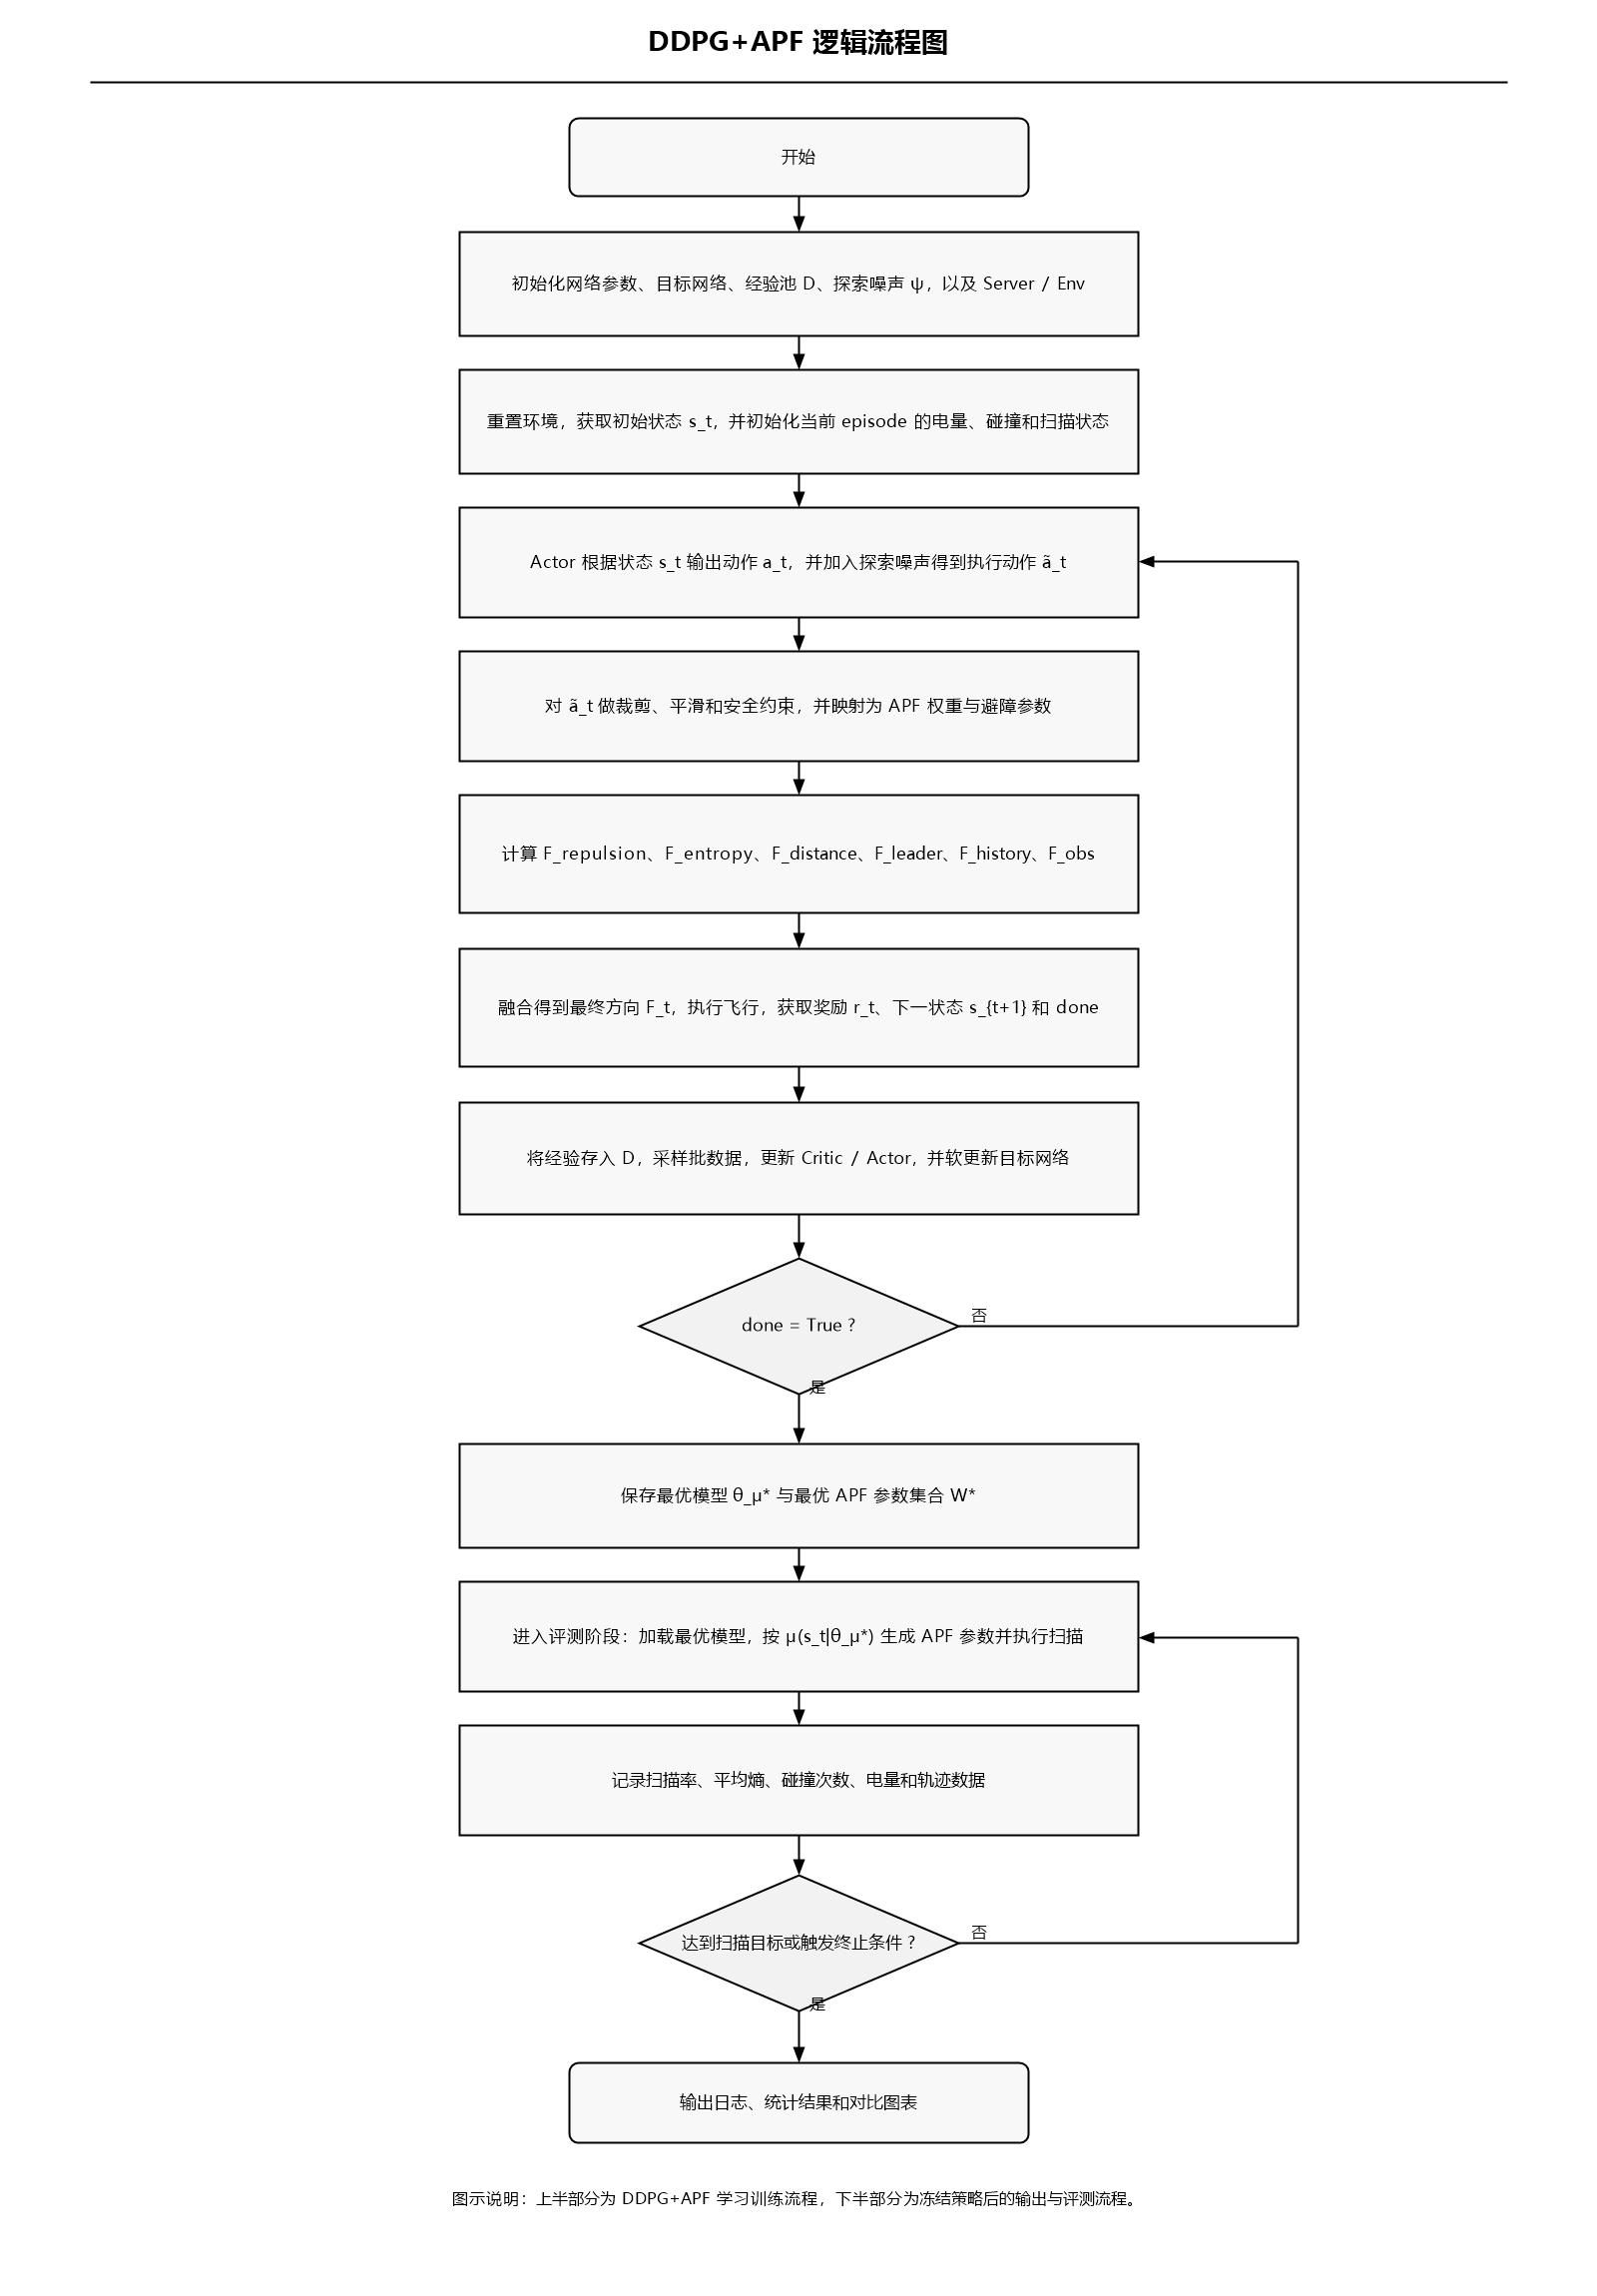 DDPG+APF 逻辑流程图
开始
初始化网络参数、目标网络、经验池 D、探索噪声 ψ，以及 Server / Env
重置环境，获取初始状态 s_t，并初始化当前 episode 的电量、碰撞和扫描状态
Actor 根据状态 s_t 输出动作 a_t，并加入探索噪声得到执行动作 ã_t
对 ã_t 做裁剪、平滑和安全约束，并映射为 APF 权重与避障参数
计算 F_repulsion、F_entropy、F_distance、F_leader、F_history、F_obs
融合得到最终方向 F_t，执行飞行，获取奖励 r_t、下一状态 s_{t+1} 和 done
将经验存入 D，采样批数据，更新 Critic / Actor，并软更新目标网络
done = True ?
否
是
保存最优模型 θ_μ* 与最优 APF 参数集合 W*
进入评测阶段：加载最优模型，按 μ(s_t|θ_μ*) 生成 APF 参数并执行扫描
记录扫描率、平均熵、碰撞次数、电量和轨迹数据
达到扫描目标或触发终止条件 ?
否
是
输出日志、统计结果和对比图表
图示说明：上半部分为 DDPG+APF 学习训练流程，下半部分为冻结策略后的输出与评测流程。